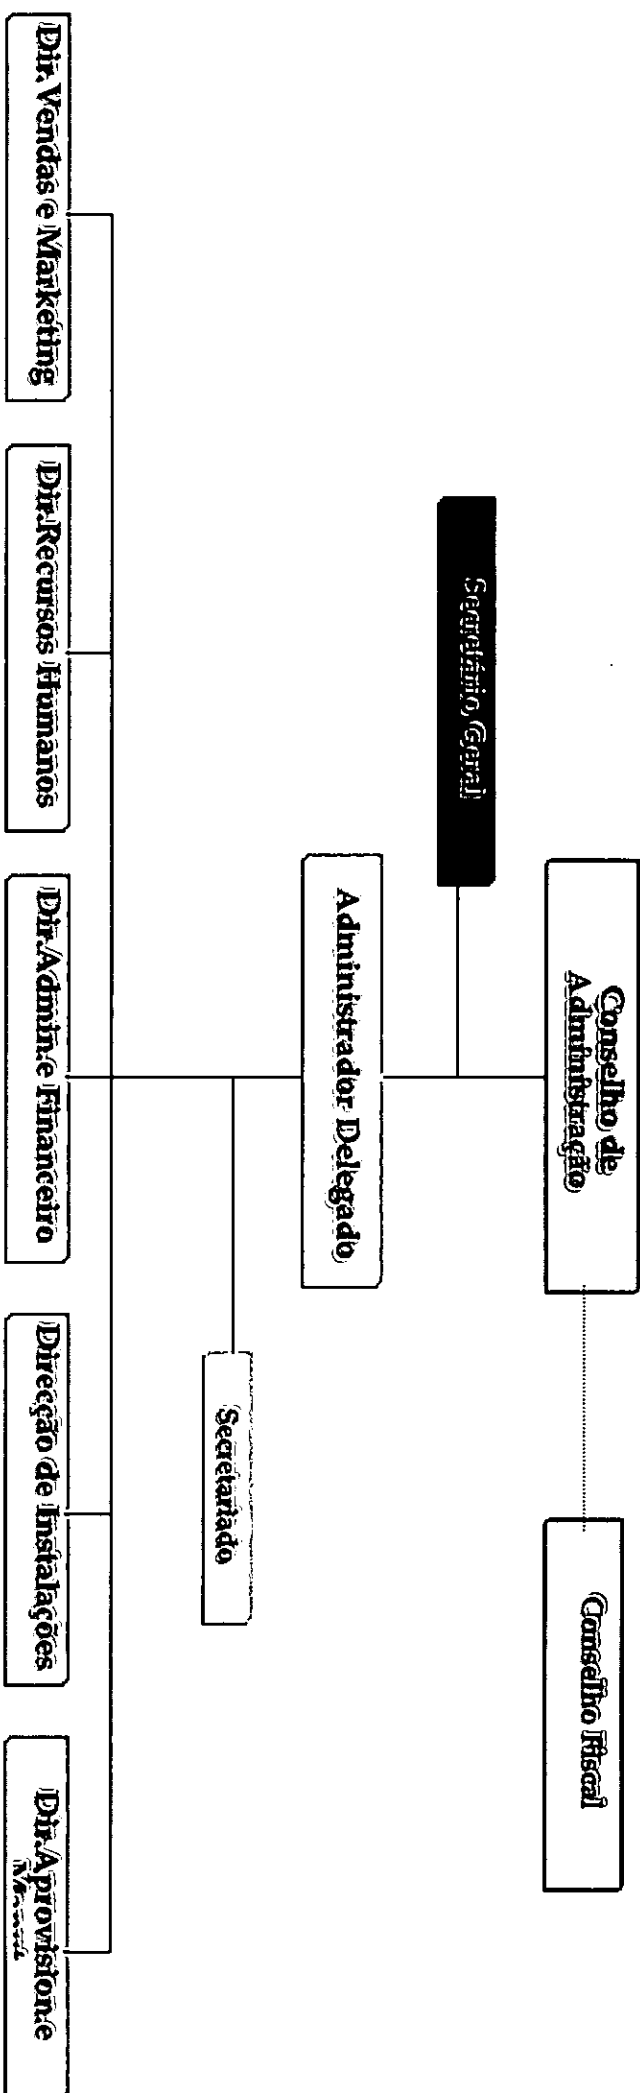 Conselho de
Administração
Conselho Fiscal
Secretário Geral
Administrador Delegado
Secretariado
Dir.Vendas e Marketing
Dir.Recursos Humanos
Dir.Admin.e Financeiro
Direcção de Instalações
Dir.Aprovision.e